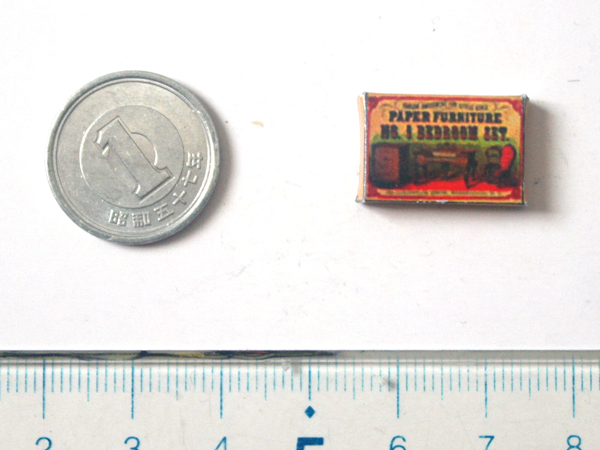 1
昭和五十七年
PAPER FURNITURE
NO. 1 BEDROOM SET.
2 3 4 5 6 7 8